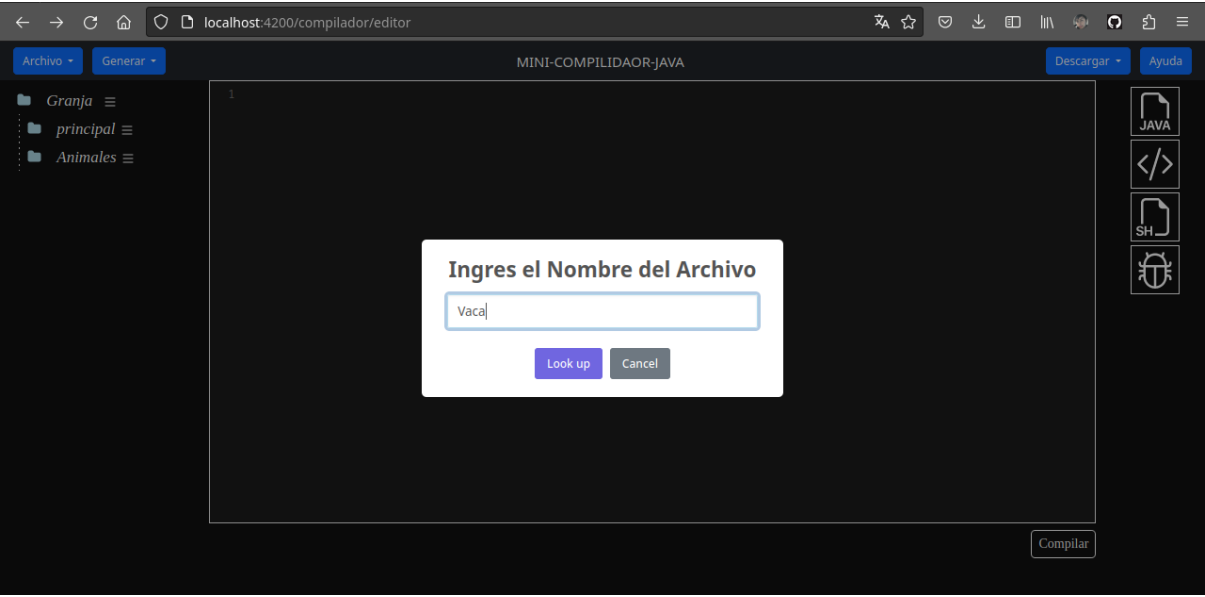 localhost:4200/compilador/editor
Archivo Generar MINI-COMPILIDAOR-JAVA Descargar Ayuda
Granja
principal
Animales
1
JAVA
</>
SH
Ingres el Nombre del Archivo
Vaca
Look up Cancel
Compilar